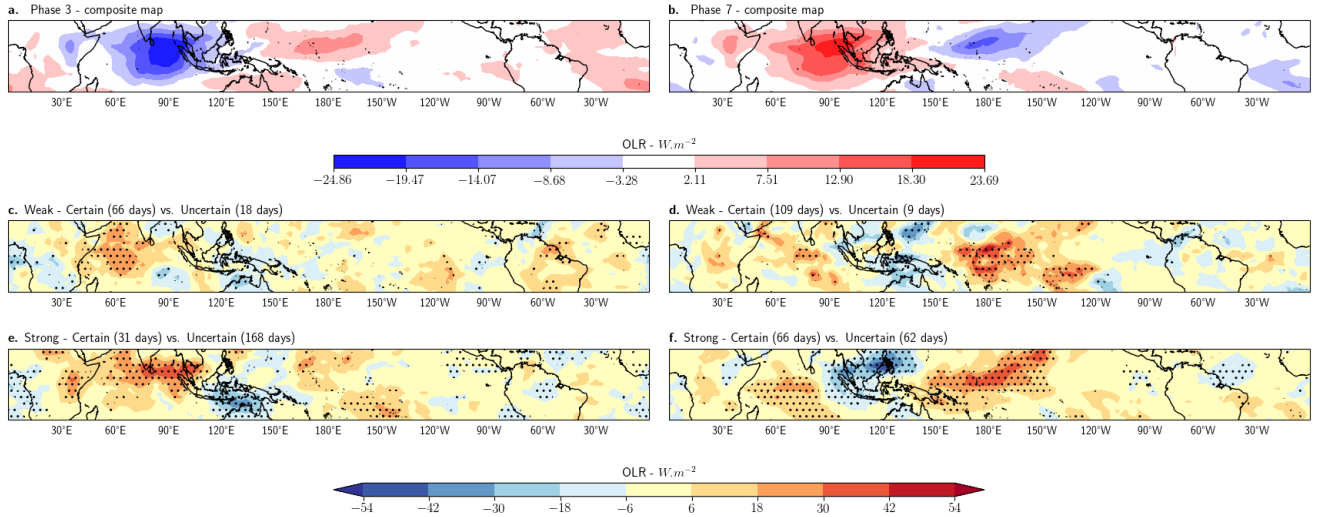 a. Phase 3 - composite map
b. Phase 7 - composite map
30°E 60°E 90°E 120°E 150°E 180° 150°W 120°W 90°W 60°W 30°W
30°E 60°E 90°E 120°E 150°E 180° 150°W 120°W 90°W 60°W 30°W
OLR - W.m−2
−24.86 −19.47 −14.07 −8.68 −3.28 2.11 7.51 12.90 18.30 23.69
c. Weak - Certain (66 days) vs. Uncertain (18 days)
d. Weak - Certain (109 days) vs. Uncertain (9 days)
30°E 60°E 90°E 120°E 150°E 180° 150°W 120°W 90°W 60°W 30°W
30°E 60°E 90°E 120°E 150°E 180° 150°W 120°W 90°W 60°W 30°W
e. Strong - Certain (31 days) vs. Uncertain (168 days)
f. Strong - Certain (66 days) vs. Uncertain (62 days)
30°E 60°E 90°E 120°E 150°E 180° 150°W 120°W 90°W 60°W 30°W
30°E 60°E 90°E 120°E 150°E 180° 150°W 120°W 90°W 60°W 30°W
OLR - W.m−2
−54 −42 −30 −18 −6 6 18 30 42 54